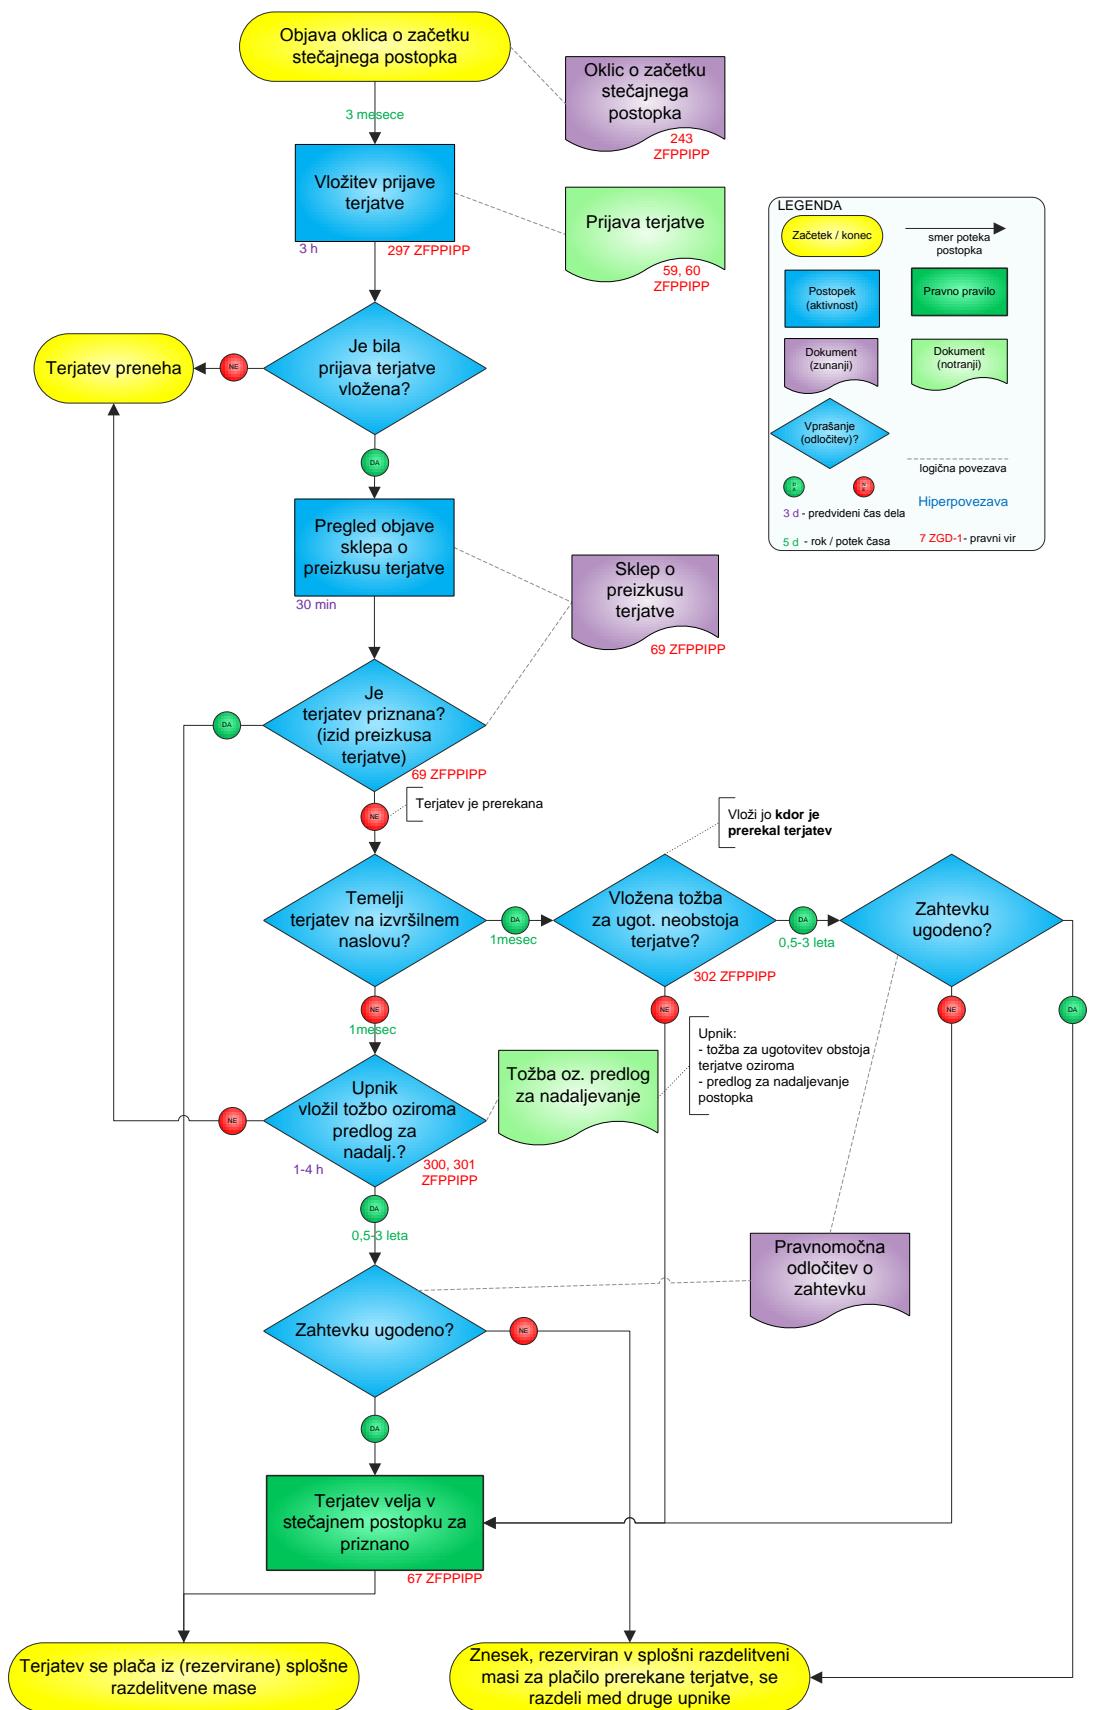 Objava oklica o začetku
stečajnega postopka
Oklic o začetku
stečajnega
postopka
243
ZFPPIPP
3 mesece
Vložitev prijave
terjatve
3 h
297 ZFPPIPP
Prijava terjatve
59, 60
ZFPPIPP
LEGENDA
Začetek / konec
smer poteka
postopka
Postopek
(aktivnost)
Pravno pravilo
Dokument
(zunanji)
Dokument
(notranji)
Vprašanje
(odločitev)?
logična povezava
Hiperpovezava
3 d - predvideni čas dela
5 d - rok / potek časa
7 ZGD-1 - pravni vir
Je bila
prijava terjatve
vložena?
NE
Terjatev preneha
DA
Pregled objave
sklepa o
preizkusu terjatve
30 min
Sklep o
preizkusu
terjatve
69 ZFPPIPP
Je
terjatev priznana?
(izid preizkusa
terjatve)
69 ZFPPIPP
DA
NE
Terjatev je prerekana
Vloži jo kdor je
prerekal terjatev
Temelji
terjatev na izvršilnem
naslovu?
DA
1mesec
Vložena tožba
za ugot. neobstoja
terjatve?
302 ZFPPIPP
DA
0,5-3 leta
Zahtevku
ugodeno?
NE
1mesec
NE
NE
DA
Upnik
vložil tožbo oziroma
predlog za
nadalj.?
NE
1-4 h
300, 301
ZFPPIPP
Tožba oz. predlog
za nadaljevanje
Upnik:
- tožba za ugotovitev obstoja
terjatve oziroma
- predlog za nadaljevanje
postopka
DA
0,5-3 leta
Pravnomočna
odločitev o
zahtevku
Zahtevku ugodeno?
NE
DA
Terjatev velja v
stečajnem postopku za
priznano
67 ZFPPIPP
Terjatev se plača iz (rezervirane) splošne
razdelitvene mase
Znesek, rezerviran v splošni razdelitveni
masi za plačilo prerekane terjatve, se
razdeli med druge upnike